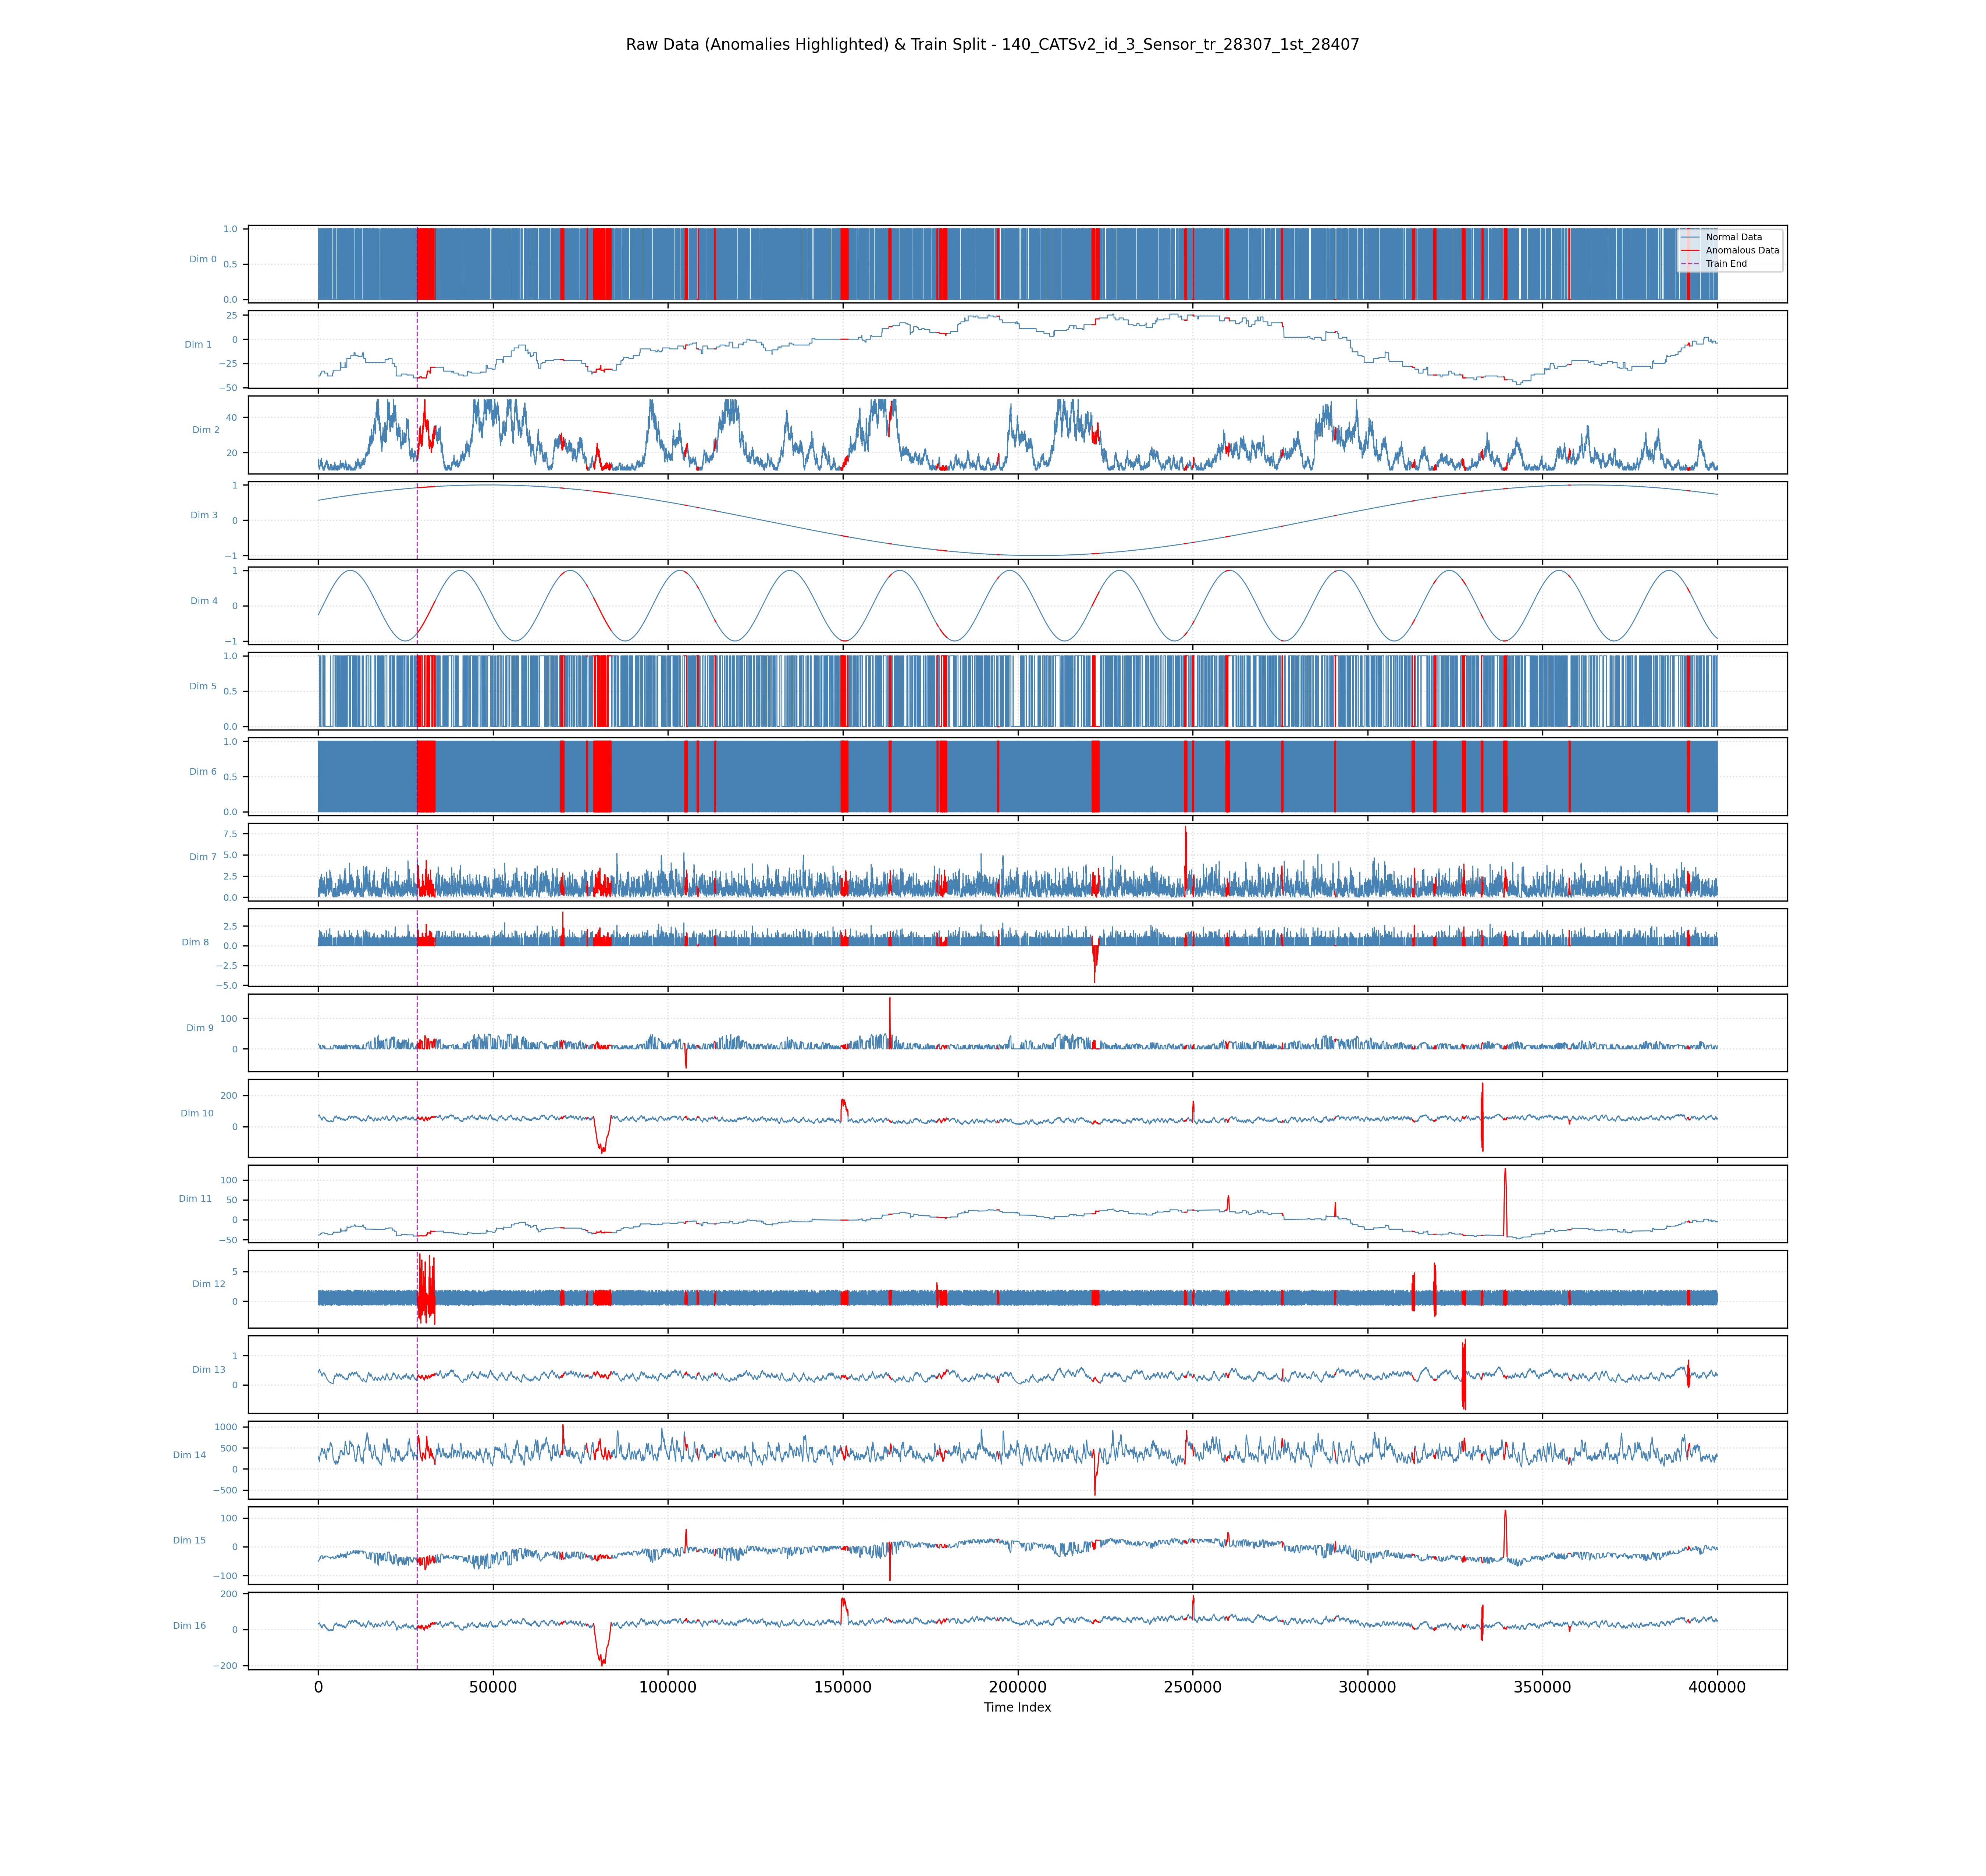 Raw Data (Anomalies Highlighted) & Train Split - 140_CATSv2_id_3_Sensor_tr_28307_1st_28407
Dim 0
1.0
0.5
0.0
Normal Data
Anomalous Data
Train End
Dim 1
25
0
−25
−50
Dim 2
40
20
Dim 3
1
0
−1
Dim 4
1
0
−1
Dim 5
1.0
0.5
0.0
Dim 6
1.0
0.5
0.0
Dim 7
7.5
5.0
2.5
0.0
Dim 8
2.5
0.0
−2.5
−5.0
Dim 9
100
0
Dim 10
200
0
Dim 11
100
50
0
−50
Dim 12
5
0
Dim 13
1
0
Dim 14
1000
500
0
−500
Dim 15
100
0
−100
Dim 16
200
0
−200
0 50000 100000 150000 200000 250000 300000 350000 400000
Time Index